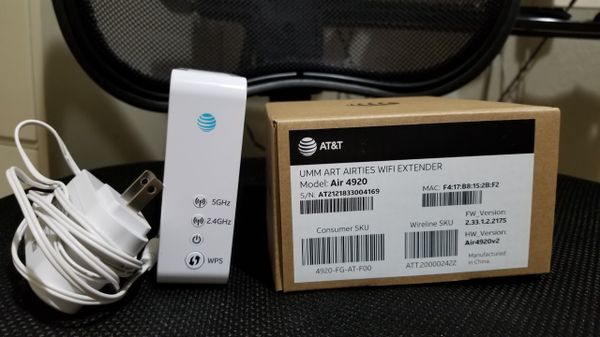 5GHz
2.4GHz
WPS
AT&T
UMM ART AIRTIES WIFI EXTENDER
Model: Air 4920
S/N: AT2121833004169
MAC: F4:17:B8:15:2B:F2
Consumer SKU
4920-FG-AT-F00
Wireline SKU
ATT20000242Z
FW_Version:
2.33.1.2.2175
HW_Version:
Air4920v2
Manufactured
in China.